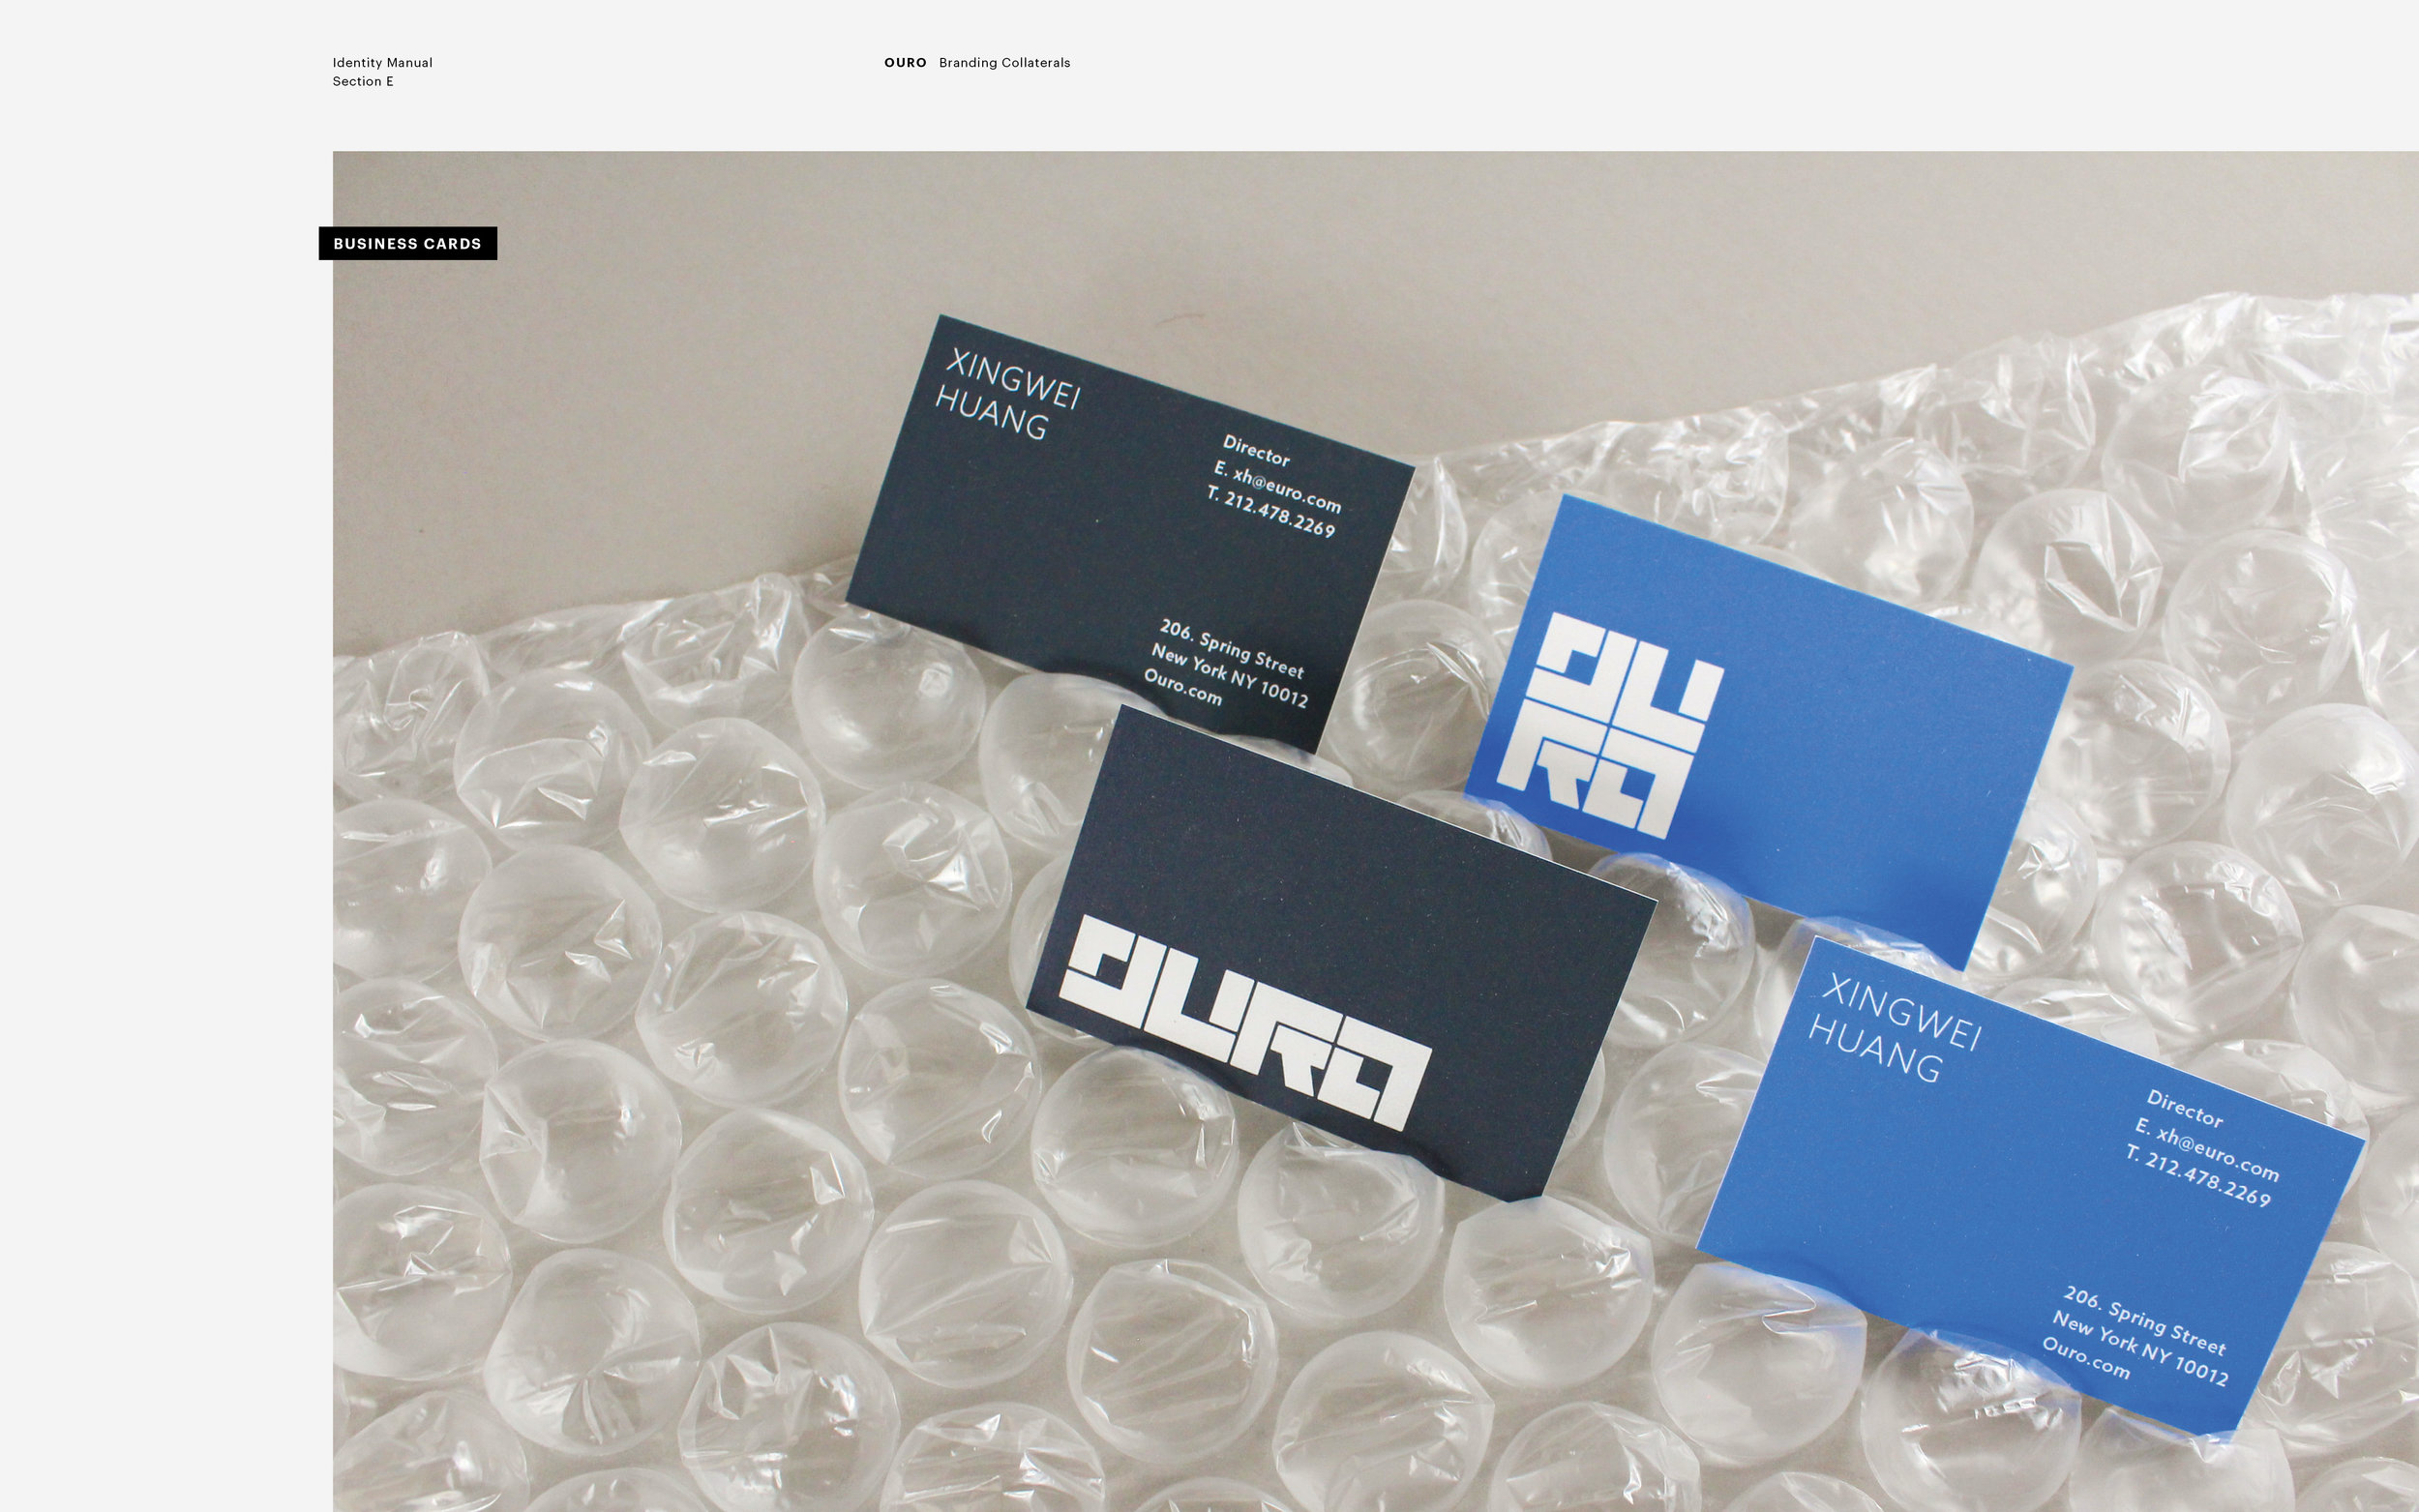 Identity Manual
Section E
OURO Branding Collaterals
BUSINESS CARDS
XINGWEI
HUANG
Director
E. xh@euro.com
T. 212.478.2269
206. Spring Street
New York NY 10012
Ouro.com
OU
RO
OURO
XINGWEI
HUANG
Director
E. xh@euro.com
T. 212.478.2269
206. Spring Street
New York NY 10012
Ouro.com